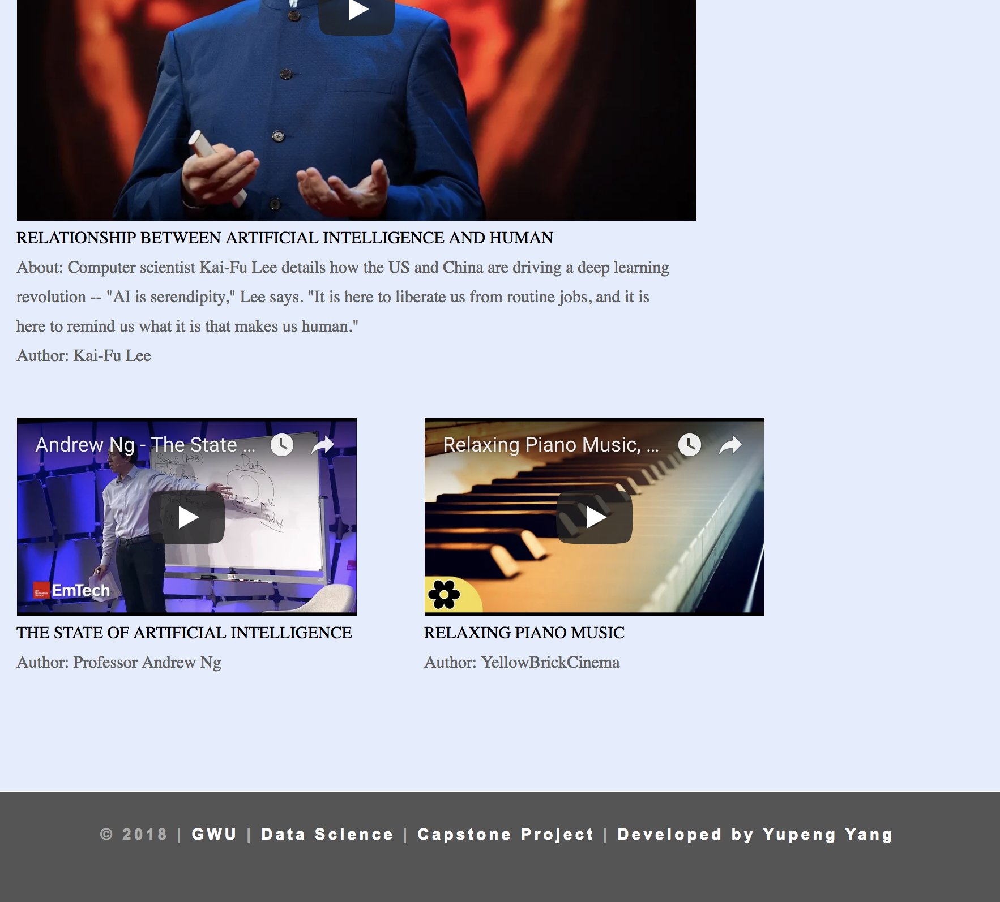 RELATIONSHIP BETWEEN ARTIFICIAL INTELLIGENCE AND HUMAN
About: Computer scientist Kai-Fu Lee details how the US and China are driving a deep learning
revolution -- "AI is serendipity," Lee says. "It is here to liberate us from routine jobs, and it is
here to remind us what it is that makes us human."
Author: Kai-Fu Lee
Andrew Ng - The State ...
Data
EmTech
THE STATE OF ARTIFICIAL INTELLIGENCE
Author: Professor Andrew Ng
Relaxing Piano Music, ...
RELAXING PIANO MUSIC
Author: YellowBrickCinema
© 2018 | GWU | Data Science | Capstone Project | Developed by Yupeng Yang